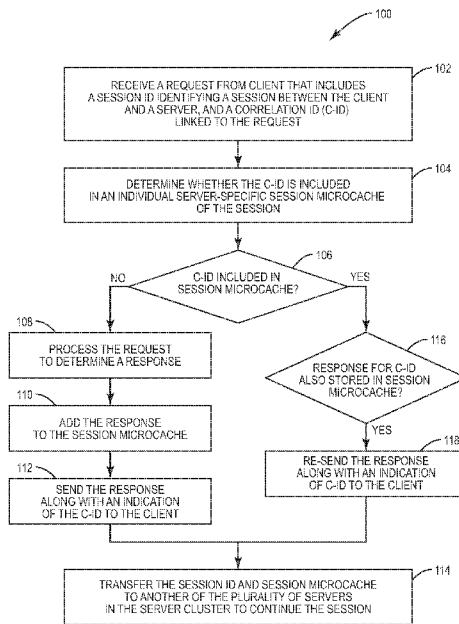 100
102
RECEIVE A REQUEST FROM CLIENT THAT INCLUDES
A SESSION ID IDENTIFYING A SESSION BETWEEN THE CLIENT
AND A SERVER, AND A CORRELATION ID (C-ID)
LINKED TO THE REQUEST
104
DETERMINE WHETHER THE C-ID IS INCLUDED
IN AN INDIVIDUAL SERVER-SPECIFIC SESSION MICROCACHE
OF THE SESSION
106
NO
C-ID INCLUDED IN
SESSION MICROCACHE?
YES
108
PROCESS THE REQUEST
TO DETERMINE A RESPONSE
116
RESPONSE FOR C-ID
ALSO STORED IN SESSION
MICROCACHE?
110
ADD THE RESPONSE
TO THE SESSION MICROCACHE
YES
118
112
SEND THE RESPONSE
ALONG WITH AN INDICATION
OF THE C-ID TO THE CLIENT
RE-SEND THE RESPONSE
ALONG WITH AN INDICATION
OF C-ID TO THE CLIENT
114
TRANSFER THE SESSION ID AND SESSION MICROCACHE
TO ANOTHER OF THE PLURALITY OF SERVERS
IN THE SERVER CLUSTER TO CONTINUE THE SESSION